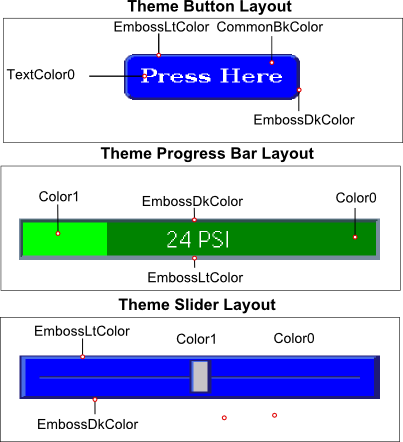 Theme Button Layout
EmbossLtColor CommonBkColor
TextColor0
Press Here
EmbossDkColor
Theme Progress Bar Layout
Color1
EmbossDkColor
Color0
24 PSI
EmbossLtColor
Theme Slider Layout
EmbossLtColor
Color1
Color0
EmbossDkColor